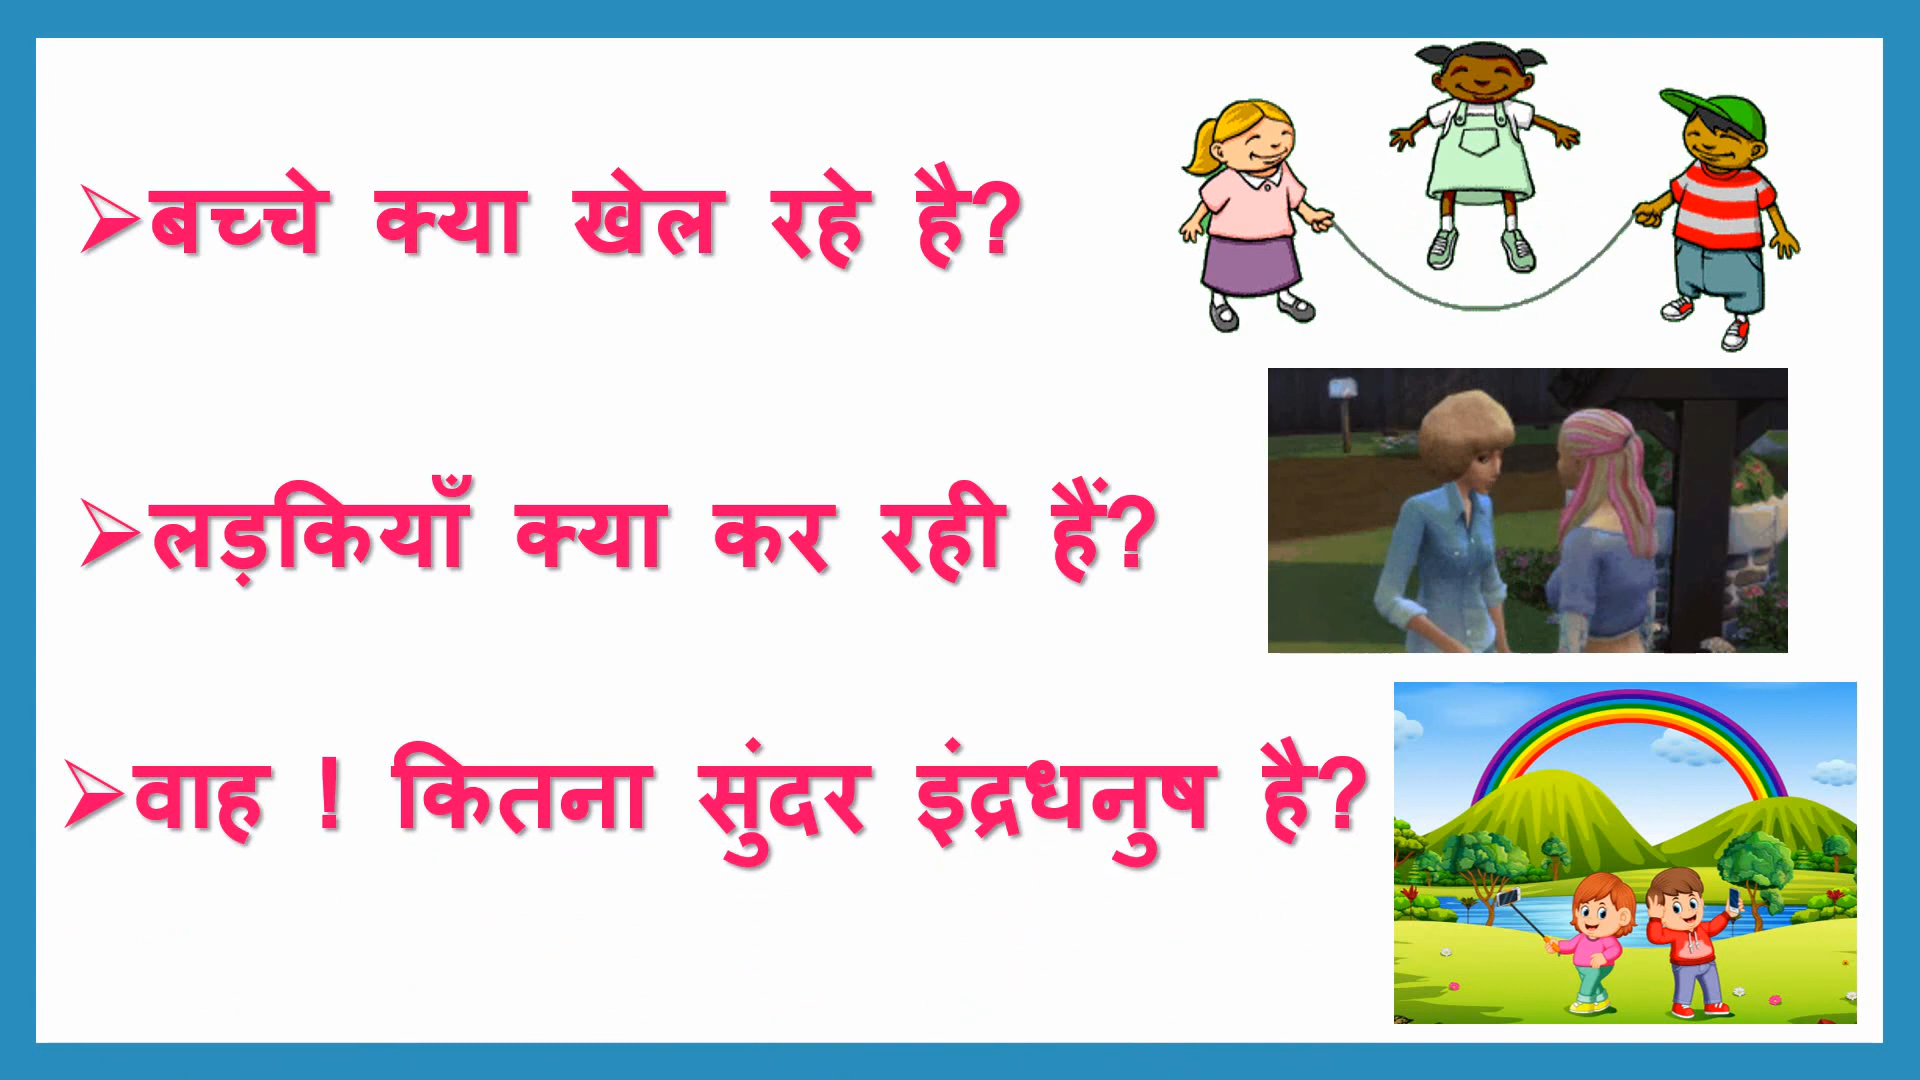 ➢बच्चे क्या खेल रहे है?
➢लड़कियाँ क्या कर रही हैं?
➢वाह ! कितना सुंदर इंद्रधनुष है?